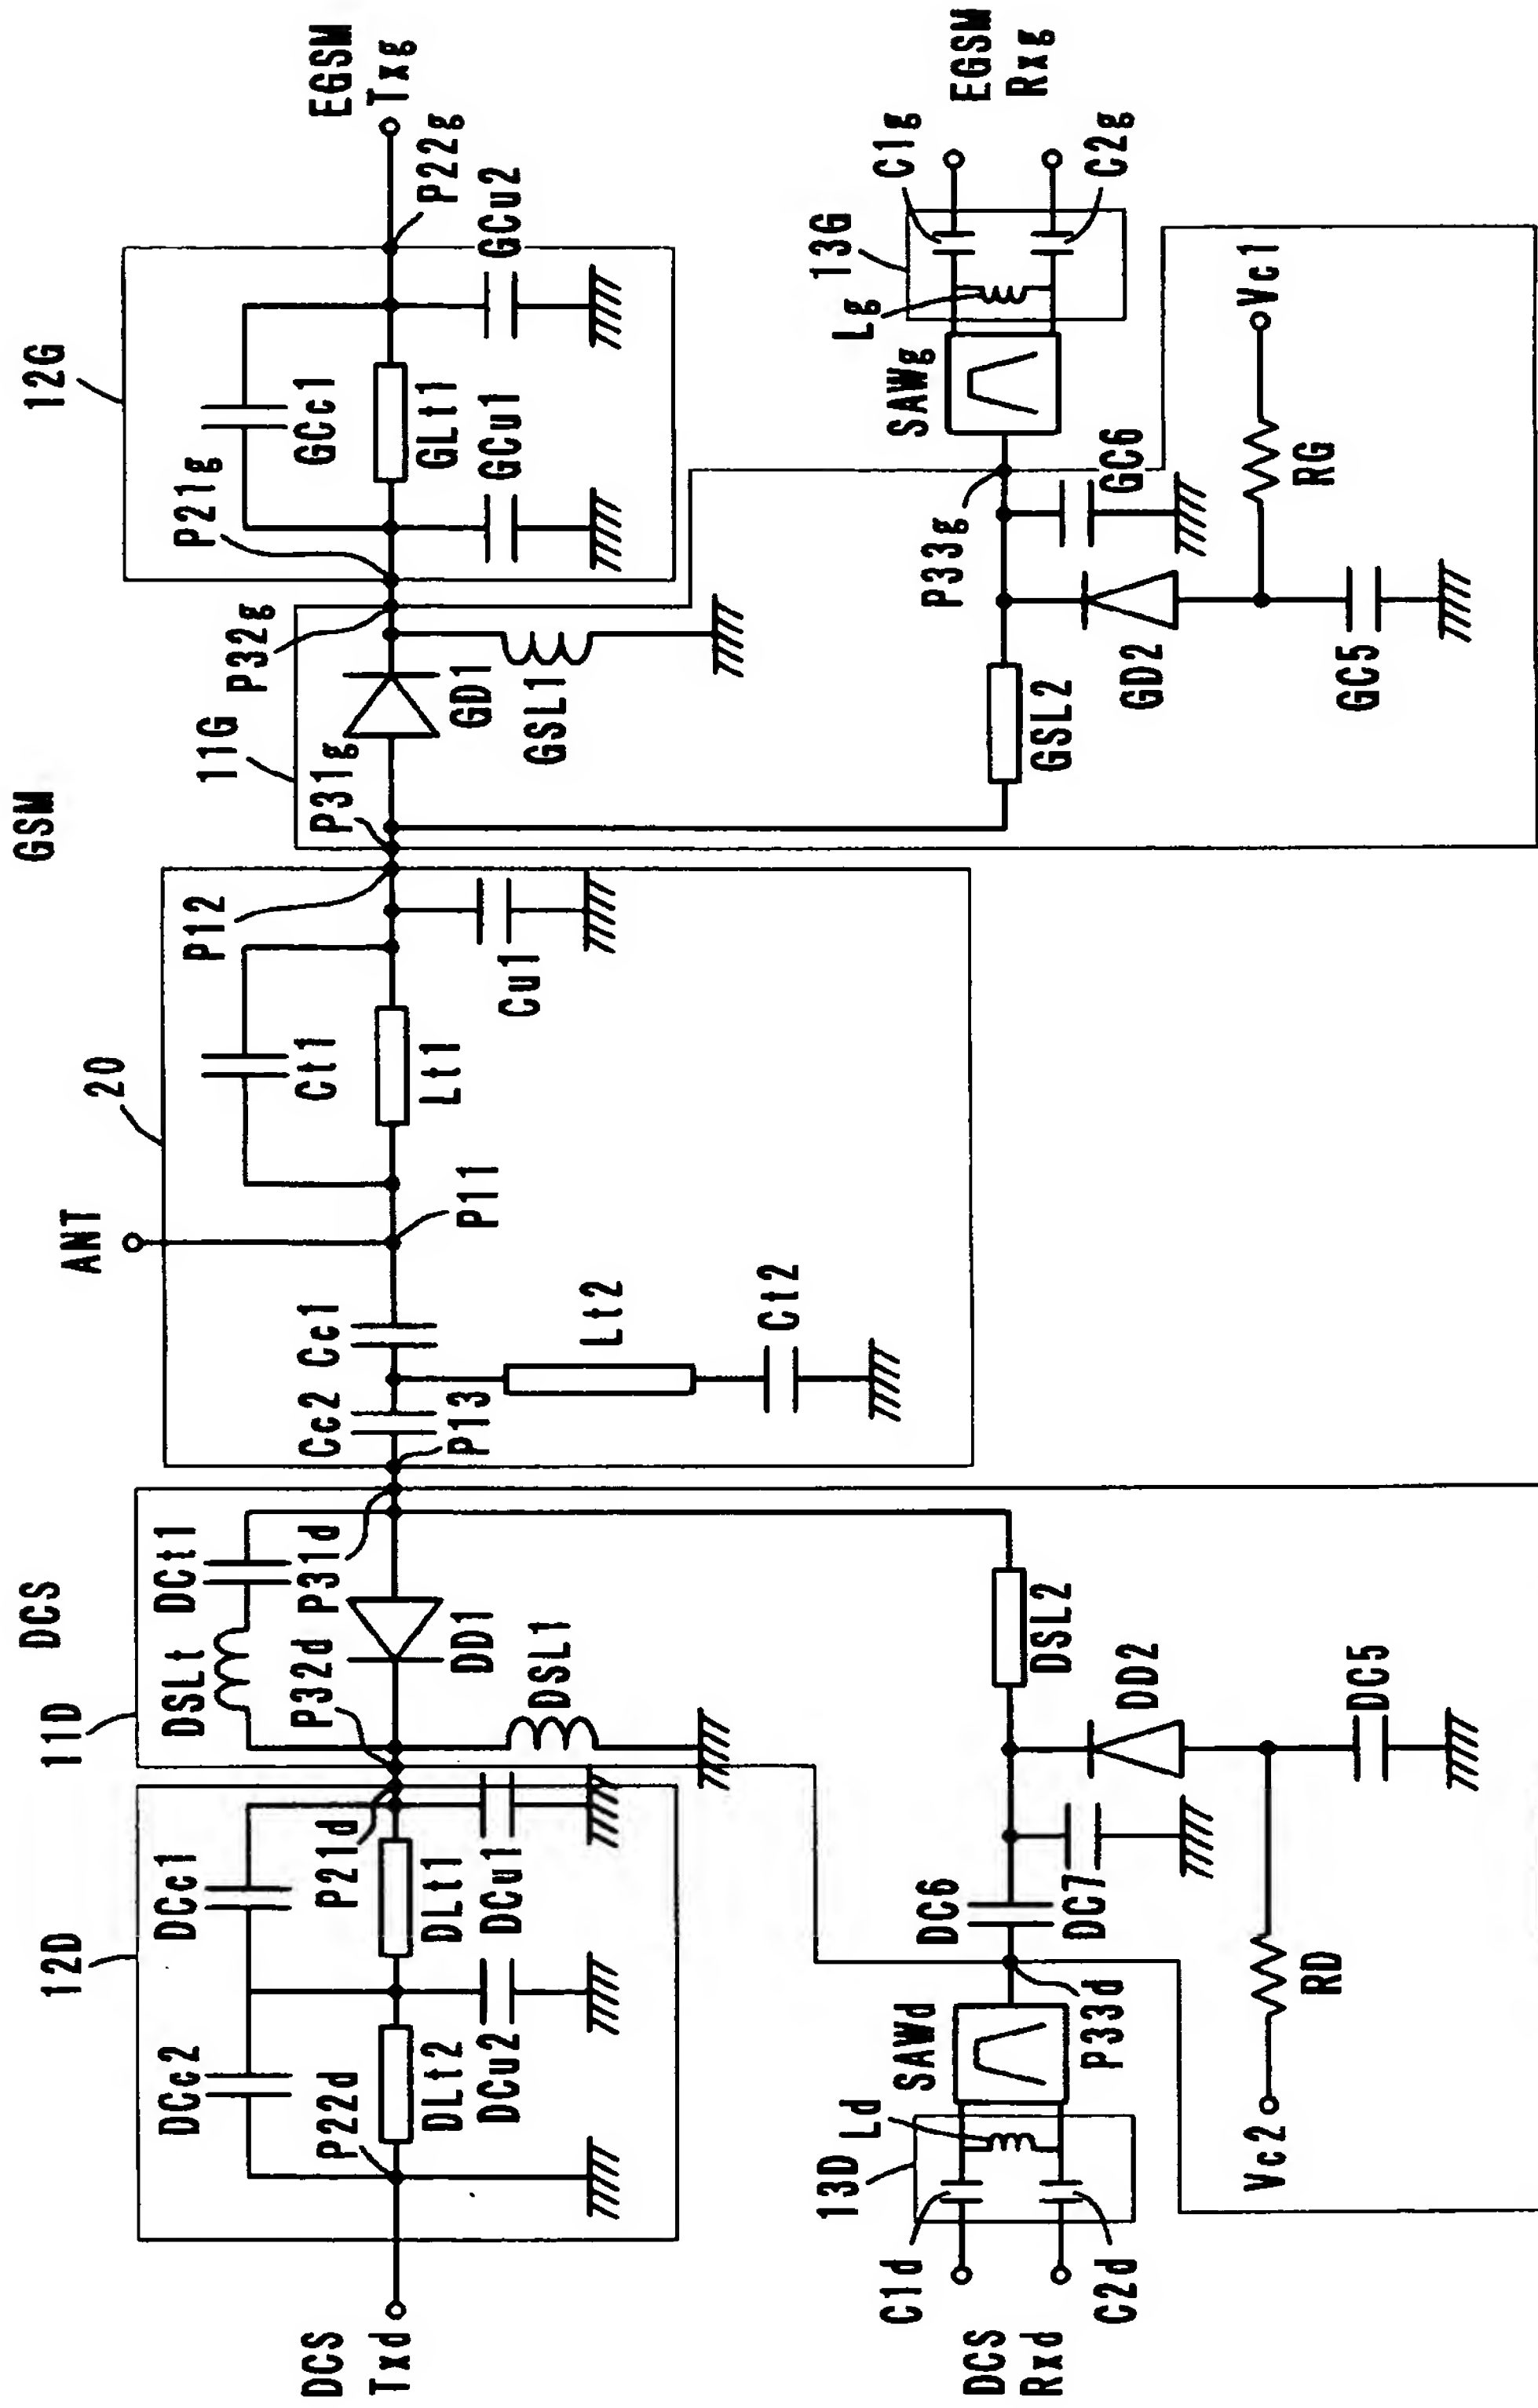 GSM
DCS
ANT
20
P11
P12
P13
Ct1
Lt1
Cu1
Cc1
Cc2
Lt2
Ct2
11G
P31g
P32g
GD1
GSL1
GSL2
P33g
GD2
GC5
GC6
RG
Vc1
12G
P21g
P22g
GCc1
GLt1
GCu1
GCu2
EGSM
Txg
SAWg
13G
Lg
C1g
C2g
EGSM
Rxg
11D
DSLt
DCt1
P31d
P32d
DD1
DSL1
DSL2
DD2
DC5
DC6
DC7
P33d
RD
Vc2
12D
DCc1
DCc2
P21d
P22d
DLt1
DLt2
DCu1
DCu2
DCS
Txd
SAWd
13D
Ld
C1d
C2d
DCS
Rxd